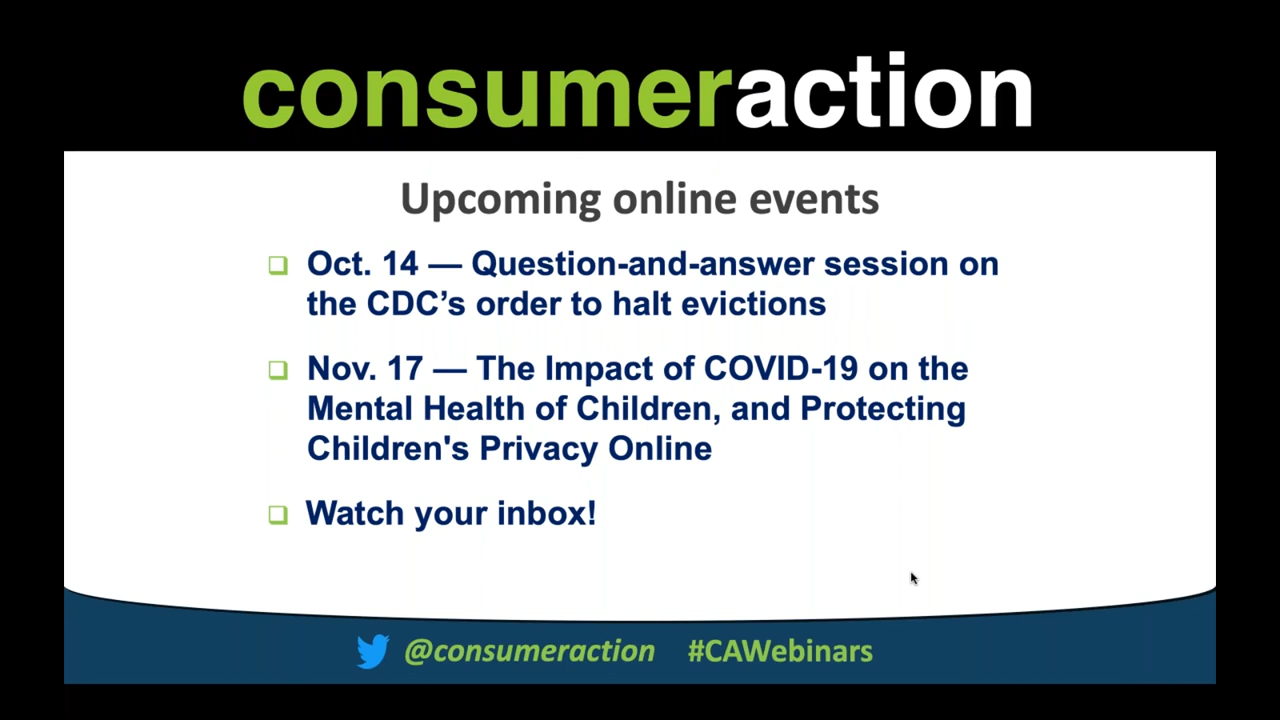 consumeraction
Upcoming online events
Oct. 14 — Question-and-answer session on
the CDC’s order to halt evictions
Nov. 17 — The Impact of COVID-19 on the
Mental Health of Children, and Protecting
Children's Privacy Online
Watch your inbox!
@consumeraction #CAWebinars